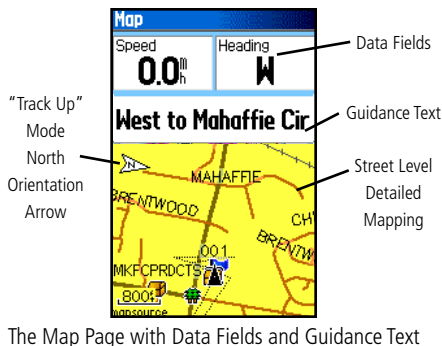 Map
Speed
Heading
0.0 mh
W
Data Fields
West to Mahaffie Cir
Guidance Text
“Track Up”
Mode
North
Orientation
Arrow
N
Street Level
Detailed
Mapping
MAHAFFIE
BRENTWOOD
CH
BRENTW
001
MKFCPRDCTS
800
mapsource
The Map Page with Data Fields and Guidance Text